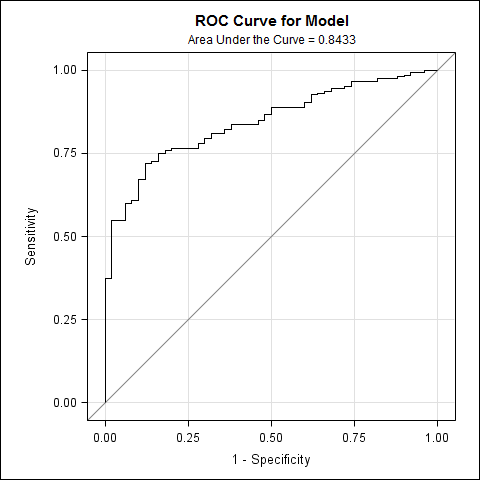 ROC Curve for Model
Area Under the Curve = 0.8433
1.00
0.75
0.50
0.25
0.00
Sensitivity
0.00 0.25 0.50 0.75 1.00
1 - Specificity